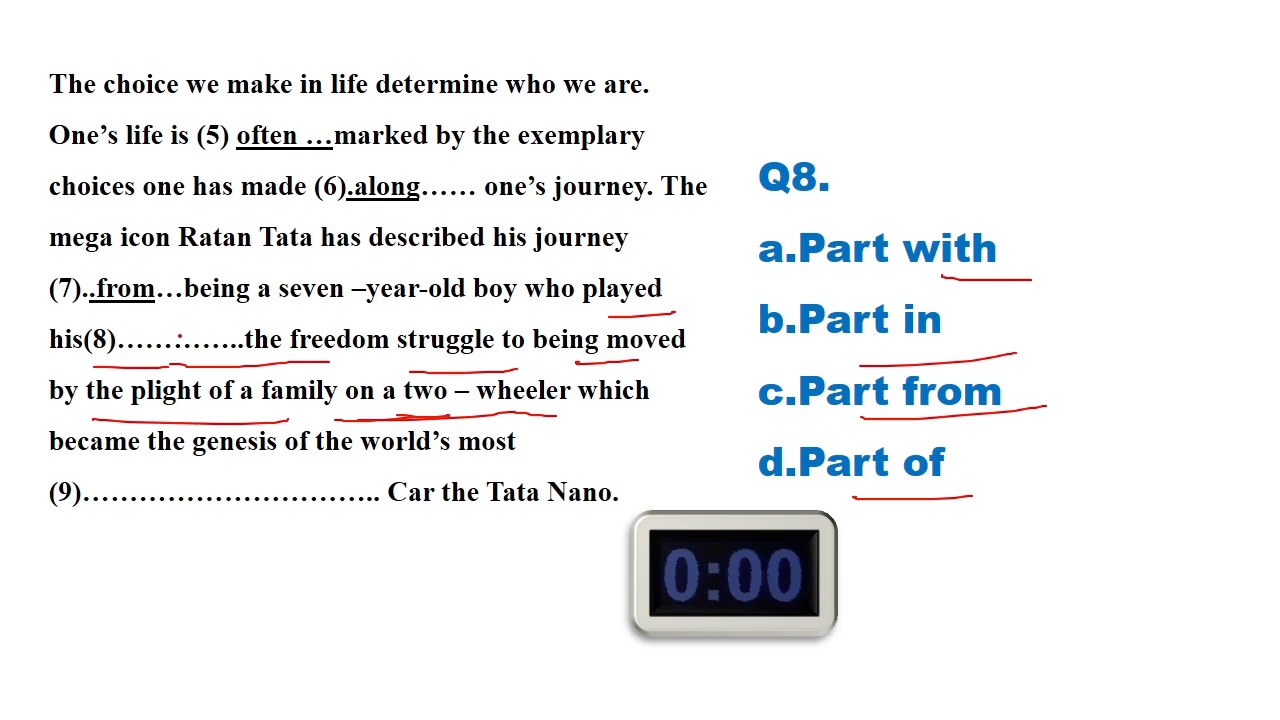 The choice we make in life determine who we are.
One’s life is (5) often …marked by the exemplary
choices one has made (6).along…… one’s journey. The
mega icon Ratan Tata has described his journey
(7)..from…being a seven –year-old boy who played
his(8)……:……..the freedom struggle to being moved
by the plight of a family on a two – wheeler which
became the genesis of the world’s most
(9)………………………….. Car the Tata Nano.
Q8.
a.Part with
b.Part in
c.Part from
d.Part of
0:00